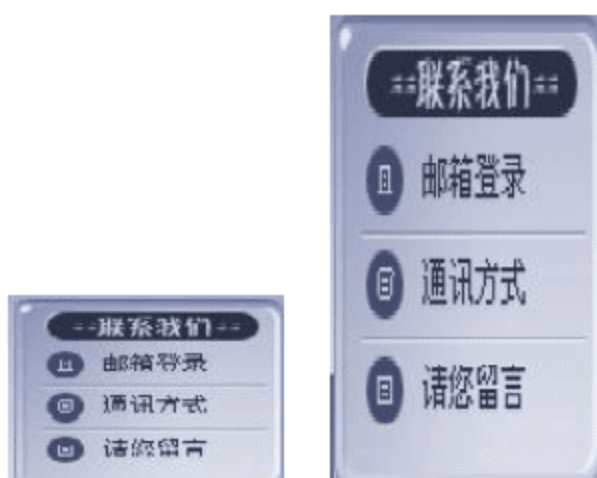 ==联系我们==
邮箱登录
通讯方式
请您留言
==联系我们==
邮箱登录
通讯方式
请您留言